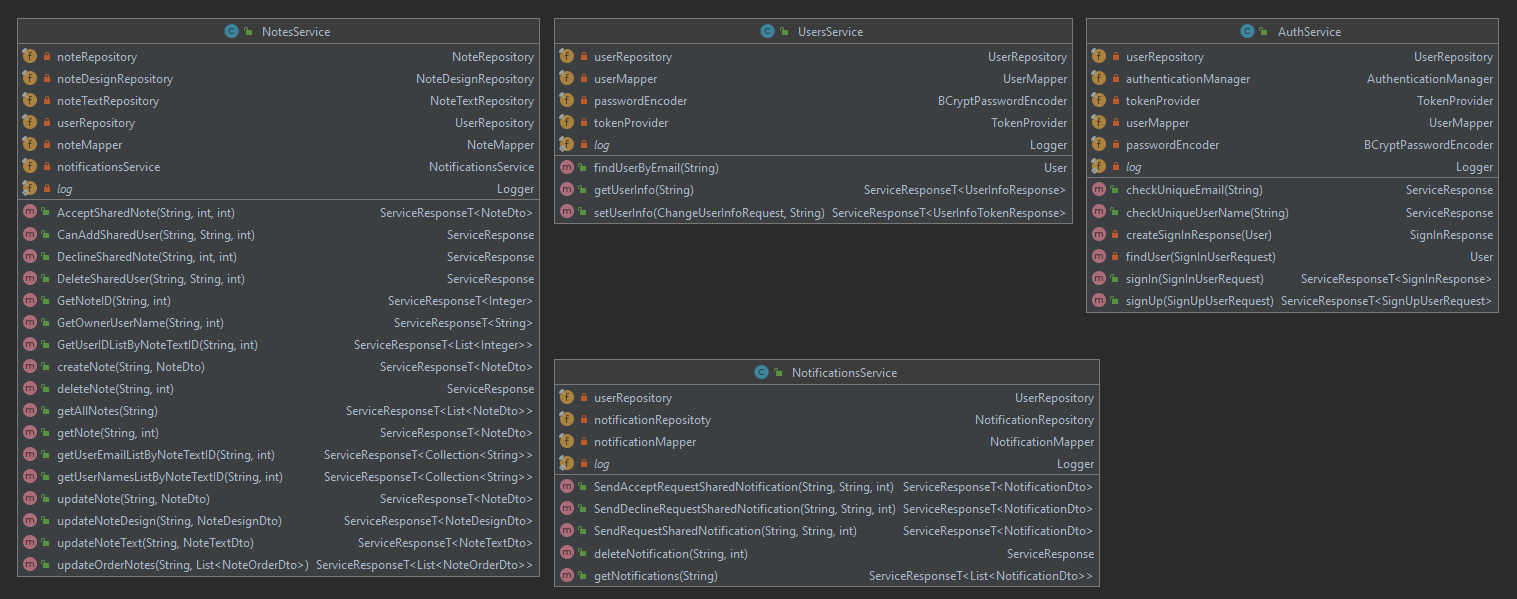 NotesService
noteRepository NoteRepository
noteDesignRepository NoteDesignRepository
noteTextRepository NoteTextRepository
userRepository UserRepository
noteMapper NoteMapper
notificationsService NotificationsService
log Logger
AcceptSharedNote(String, int, int) ServiceResponseT<NoteDto>
CanAddSharedUser(String, String, int) ServiceResponse
DeclineSharedNote(String, int, int) ServiceResponse
DeleteSharedUser(String, String, int) ServiceResponse
GetNoteID(String, int) ServiceResponseT<Integer>
GetOwnerUserName(String, int) ServiceResponseT<String>
GetUserIDListByNoteTextID(String, int) ServiceResponseT<List<Integer>>
createNote(String, NoteDto) ServiceResponseT<NoteDto>
deleteNote(String, int) ServiceResponse
getAllNotes(String) ServiceResponseT<List<NoteDto>>
getNote(String, int) ServiceResponseT<NoteDto>
getUserEmailListByNoteTextID(String, int) ServiceResponseT<Collection<String>>
getUserNamesListByNoteTextID(String, int) ServiceResponseT<Collection<String>>
updateNote(String, NoteDto) ServiceResponseT<NoteDto>
updateNoteDesign(String, NoteDesignDto) ServiceResponseT<NoteDesignDto>
updateNoteText(String, NoteTextDto) ServiceResponseT<NoteTextDto>
updateOrderNotes(String, List<NoteOrderDto>) ServiceResponseT<List<NoteOrderDto>>
UsersService
userRepository UserRepository
userMapper UserMapper
passwordEncoder BCryptPasswordEncoder
tokenProvider TokenProvider
log Logger
findUserByEmail(String) User
getUserInfo(String) ServiceResponseT<UserInfoResponse>
setUserInfo(ChangeUserInfoRequest, String) ServiceResponseT<UserInfoTokenResponse>
AuthService
userRepository UserRepository
authenticationManager AuthenticationManager
tokenProvider TokenProvider
userMapper UserMapper
passwordEncoder BCryptPasswordEncoder
log Logger
checkUniqueEmail(String) ServiceResponse
checkUniqueUserName(String) ServiceResponse
createSignInResponse(User) SignInResponse
findUser(SignInUserRequest) User
signIn(SignInUserRequest) ServiceResponseT<SignInResponse>
signUp(SignUpUserRequest) ServiceResponseT<SignUpUserRequest>
NotificationsService
userRepository UserRepository
notificationRepositoty NotificationRepository
notificationMapper NotificationMapper
log Logger
SendAcceptRequestSharedNotification(String, String, int) ServiceResponseT<NotificationDto>
SendDeclineRequestSharedNotification(String, String, int) ServiceResponseT<NotificationDto>
SendRequestSharedNotification(String, String, int) ServiceResponseT<NotificationDto>
deleteNotification(String, int) ServiceResponse
getNotifications(String) ServiceResponseT<List<NotificationDto>>